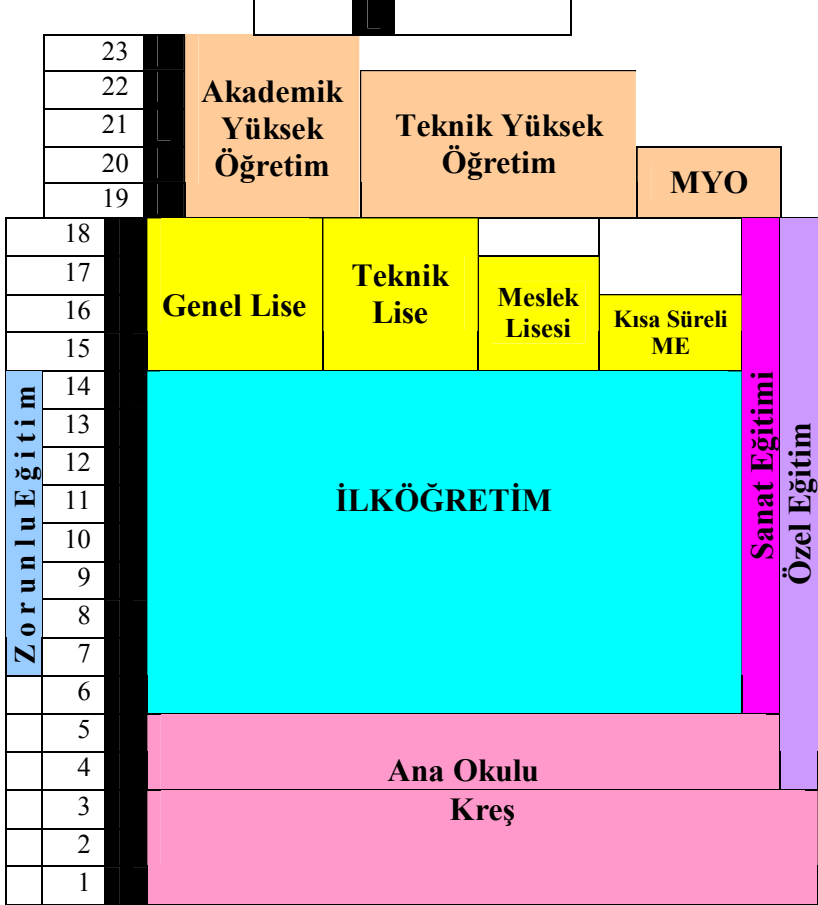 23
22
21
20
19
Akademik
Yüksek
Öğretim
Teknik Yüksek
Öğretim
MYO
18
17
16
15
Genel Lise
Teknik
Lise
Meslek
Lisesi
Kısa Süreli
ME
14
13
12
11
10
9
8
7
6
Zorunlu Eğitim
İLKÖĞRETİM
Sanat Eğitimi
Özel Eğitim
5
4
3
2
1
Ana Okulu
Kreş